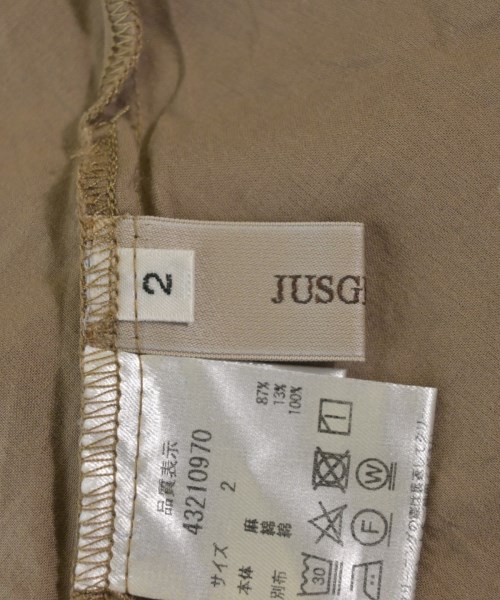 2
JUSG
品質表示
43210970
サイズ 2
本体 麻 87%
綿 13%
別布 綿 100%
30
W
F